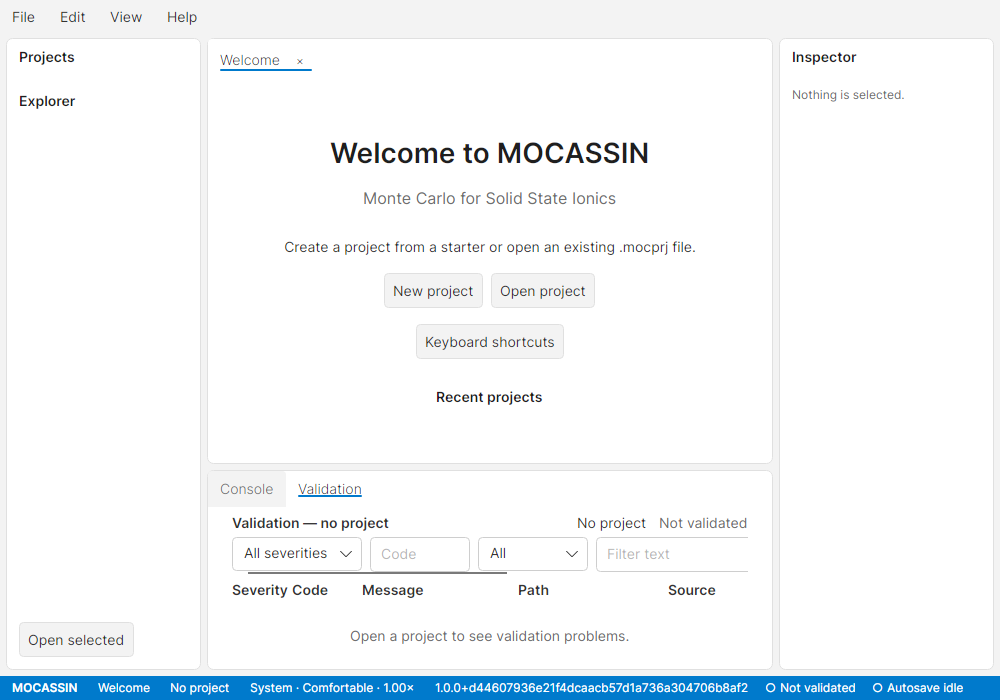 File Edit View Help
Projects
Explorer
Open selected
Welcome ×
Welcome to MOCASSIN
Monte Carlo for Solid State Ionics
Create a project from a starter or open an existing .mocprj file.
New project Open project
Keyboard shortcuts
Recent projects
Console Validation
Validation — no project No project Not validated
All severities Code All Filter text
Severity Code Message Path Source
Open a project to see validation problems.
Inspector
Nothing is selected.
MOCASSIN Welcome No project System · Comfortable · 1.00× 1.0.0+d44607936e21f4dcaacb57d1a736a304706b8af2 Not validated Autosave idle